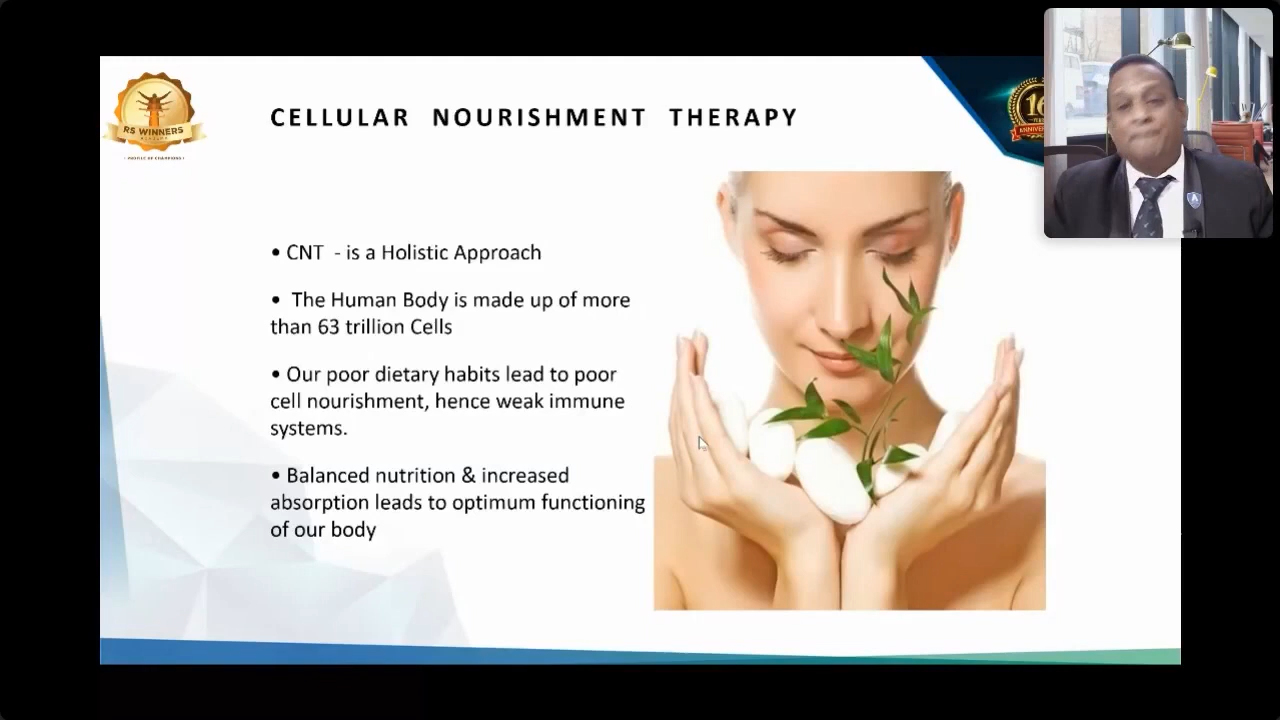 RS WINNERS
CELLULAR NOURISHMENT THERAPY
• CNT - is a Holistic Approach
• The Human Body is made up of more
than 63 trillion Cells
• Our poor dietary habits lead to poor
cell nourishment, hence weak immune
systems.
• Balanced nutrition & increased
absorption leads to optimum functioning
of our body